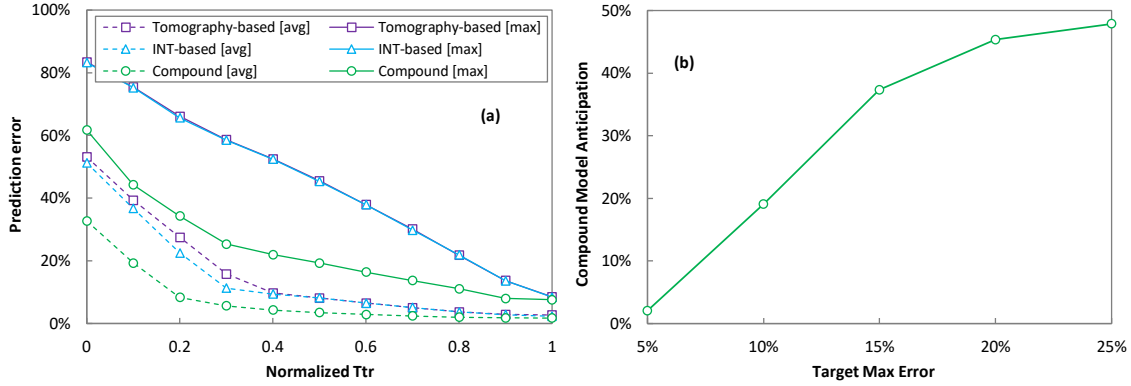 100%
80%
60%
40%
20%
0%
Prediction error
Tomography-based [avg]
Tomography-based [max]
INT-based [avg]
INT-based [max]
Compound [avg]
Compound [max]
(a)
0
0.2
0.4
0.6
0.8
1
Normalized Ttr
50%
40%
30%
20%
10%
0%
Compound Model Anticipation
(b)
5%
10%
15%
20%
25%
Target Max Error